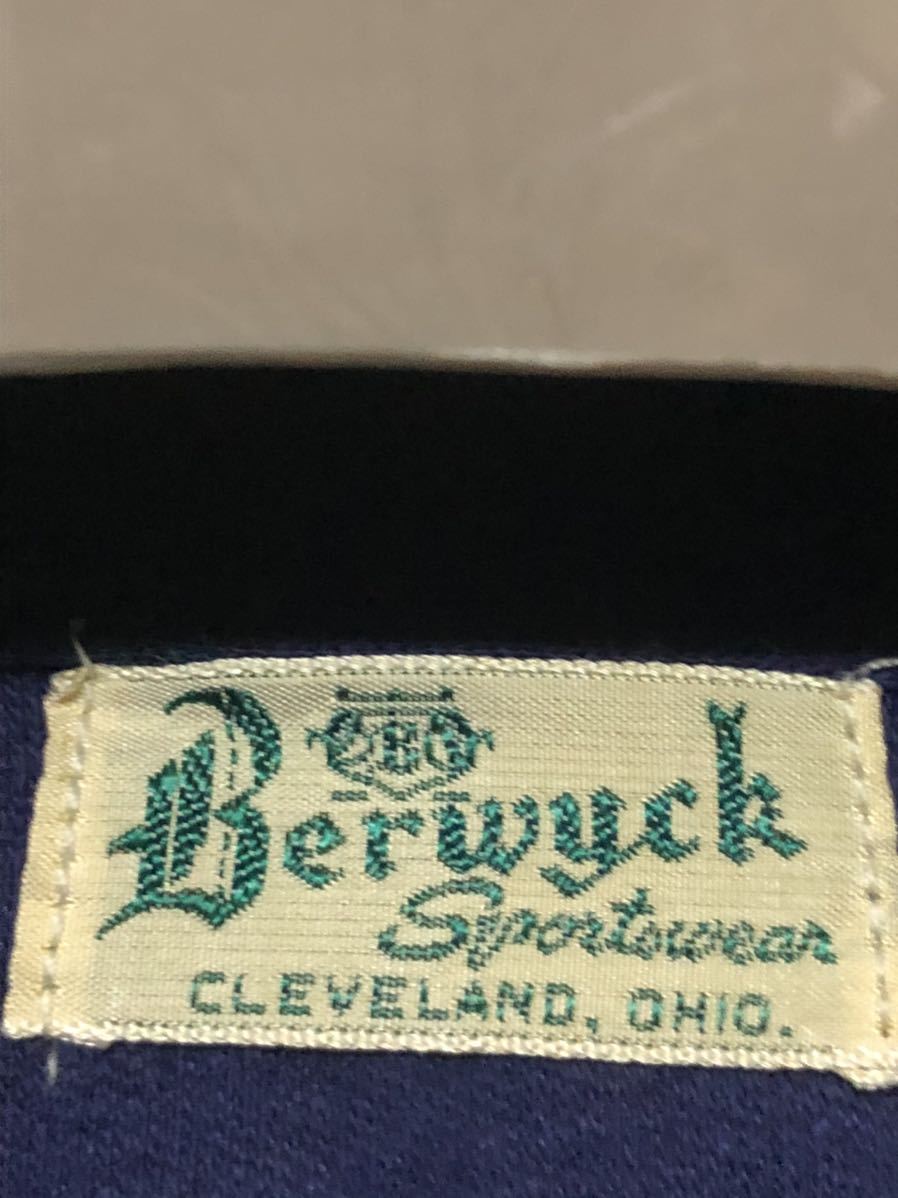 Berwyck
Sportswear
CLEVELAND, OHIO.